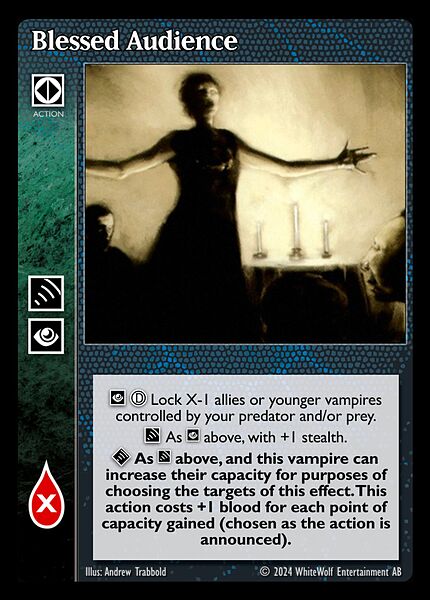 Blessed Audience
ACTION
D Lock X-1 allies or younger vampires
controlled by your predator and/or prey.
As above, with +1 stealth.
As above, and this vampire can
increase their capacity for purposes of
choosing the targets of this effect. This
action costs +1 blood for each point of
capacity gained (chosen as the action is
announced).
X
Illus: Andrew Trabbold © 2024 WhiteWolf Entertainment AB